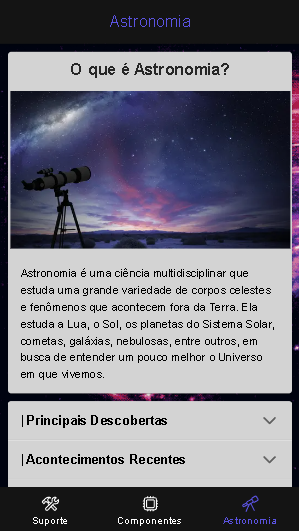 Astronomia
O que é Astronomia?
Astronomia é uma ciência multidisciplinar que
estuda uma grande variedade de corpos celestes
e fenômenos que acontecem fora da Terra. Ela
estuda a Lua, o Sol, os planetas do Sistema Solar,
cometas, galáxias, nebulosas, entre outros, em
busca de entender um pouco melhor o Universo
em que vivemos.
|Principais Descobertas
|Acontecimentos Recentes
Suporte Componentes Astronomia